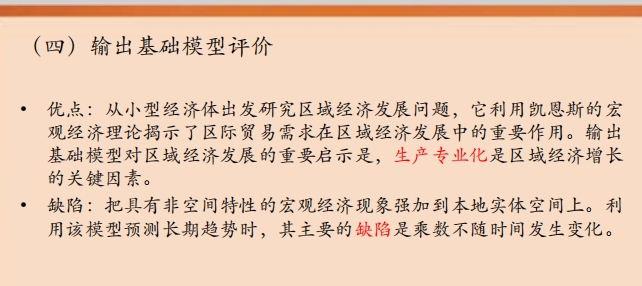 （四）输出基础模型评价
• 优点：从小型经济体出发研究区域经济发展问题，它利用凯恩斯的宏
观经济理论揭示了区际贸易需求在区域经济发展中的重要作用。输出
基础模型对区域经济发展的重要启示是，生产专业化是区域经济增长
的关键因素。
• 缺陷：把具有非空间特性的宏观经济现象强加到本地实体空间上。利
用该模型预测长期趋势时，其主要的缺陷是乘数不随时间发生变化。